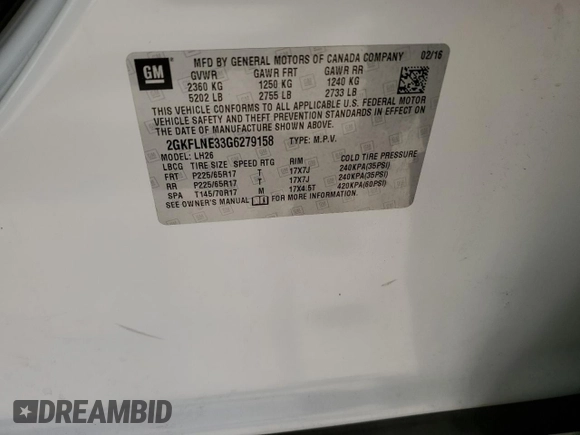 GM
MFD BY GENERAL MOTORS OF CANADA COMPANY 02/16
GVWR GAWR FRT GAWR RR
2360 KG 1250 KG 1240 KG
5202 LB 2755 LB 2733 LB
THIS VEHICLE CONFORMS TO ALL APPLICABLE U.S. FEDERAL MOTOR
VEHICLE SAFETY AND THEFT PREVENTION STANDARDS IN EFFECT ON
THE DATE OF MANUFACTURE SHOWN ABOVE.
2GKFLNE33G6279158 TYPE: M.P.V.
MODEL: LH26
LBCG TIRE SIZE SPEED RTG RIM COLD TIRE PRESSURE
FRT P225/65R17 T 17X7J 240KPA(35PSI)
RR P225/65R17 T 17X7J 240KPA(35PSI)
SPA T145/70R17 M 17X4.5T 420KPA(60PSI)
SEE OWNER'S MANUAL FOR MORE INFORMATION.
DREAMBID